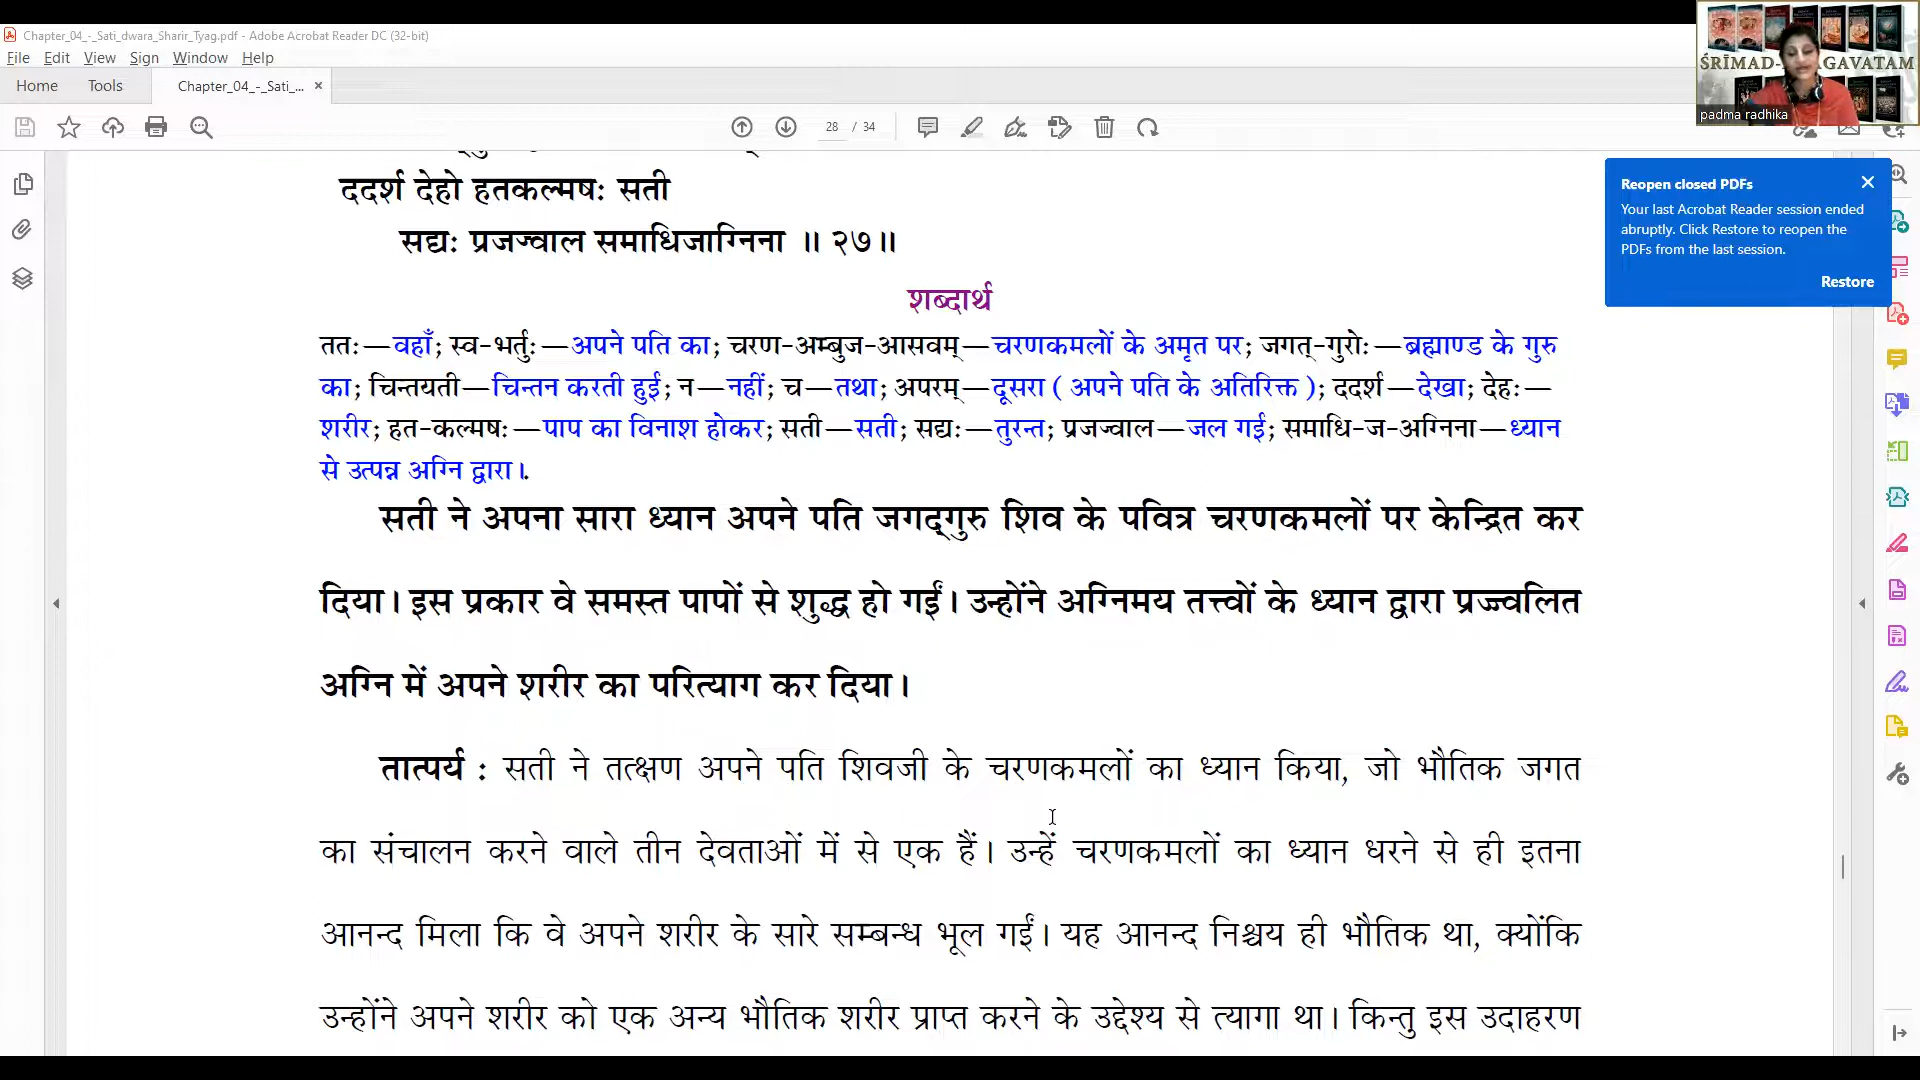 Chapter_04_-_Sati_dwara_Sharir_Tyag.pdf - Adobe Acrobat Reader DC (32-bit)
File Edit View Sign Window Help
Home Tools Chapter_04_-_Sati_... ×
28 / 34
ŚRĪMAD-
padma radhika
Reopen closed PDFs
Your last Acrobat Reader session ended
abruptly. Click Restore to reopen the
PDFs from the last session.
Restore
ददर्श देहो हतकल्मषः सती
सद्यः प्रजज्वाल समाधिजाग्निना ॥ २७॥
शब्दार्थ
ततः—वहाँ; स्व-भर्तुः—अपने पति का; चरण-अम्बुज-आसवम्—चरणकमलों के अमृत पर; जगत्-गुरोः—ब्रह्माण्ड के गुरु
का; चिन्तयती—चिन्तन करती हुई; न—नहीं; च—तथा; अपरम्—दूसरा ( अपने पति के अतिरिक्त ); ददर्श—देखा; देहः—
शरीर; हत-कल्मषः—पाप का विनाश होकर; सती—सती; सद्यः—तुरन्त; प्रजज्वाल—जल गई; समाधि-ज-अग्निना—ध्यान
से उत्पन्न अग्नि द्वारा।.
सती ने अपना सारा ध्यान अपने पति जगद्गुरु शिव के पवित्र चरणकमलों पर केन्द्रित कर
दिया। इस प्रकार वे समस्त पापों से शुद्ध हो गईं। उन्होंने अग्निमय तत्त्वों के ध्यान द्वारा प्रज्ज्वलित
अग्नि में अपने शरीर का परित्याग कर दिया।
तात्पर्य : सती ने तत्क्षण अपने पति शिवजी के चरणकमलों का ध्यान किया, जो भौतिक जगत
का संचालन करने वाले तीन देवताओं में से एक हैं। उन्हें चरणकमलों का ध्यान धरने से ही इतना
आनन्द मिला कि वे अपने शरीर के सारे सम्बन्ध भूल गईं। यह आनन्द निश्चय ही भौतिक था, क्योंकि
उन्होंने अपने शरीर को एक अन्य भौतिक शरीर प्राप्त करने के उद्देश्य से त्यागा था। किन्तु इस उदाहरण